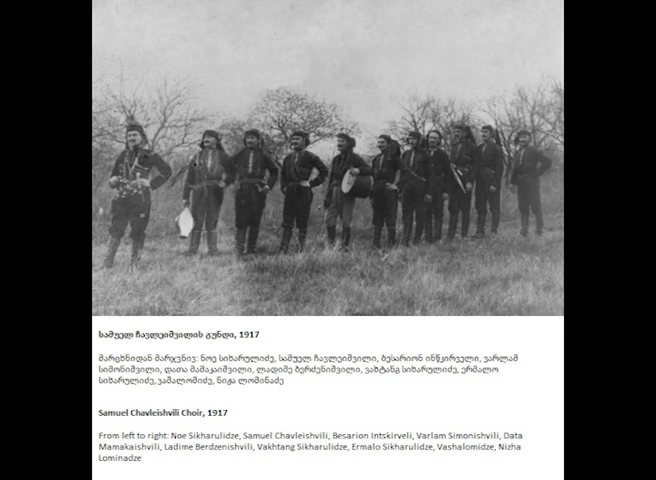 სამუელ ჩავლეიშვილის გუნდი, 1917
მარცხნიდან მარჯვნივ: ნოე სიხარულიძე, სამუელ ჩავლეიშვილი, ბესარიონ ინწკირველი, ვარლამ
სიმონიშვილი, დათა მამაკაიშვილი, ლადიმე ბერძენიშვილი, ვახტანგ სიხარულიძე, ერმალო
სიხარულიძე, ვაშალომიძე, ნიჟა ლომინაძე
Samuel Chavleishvili Choir, 1917
From left to right: Noe Sikharulidze, Samuel Chavleishvili, Besarion Intskirveli, Varlam Simonishvili, Data
Mamakaishvili, Ladime Berdzenishvili, Vakhtang Sikharulidze, Ermalo Sikharulidze, Vashalomidze, Nizha
Lominadze